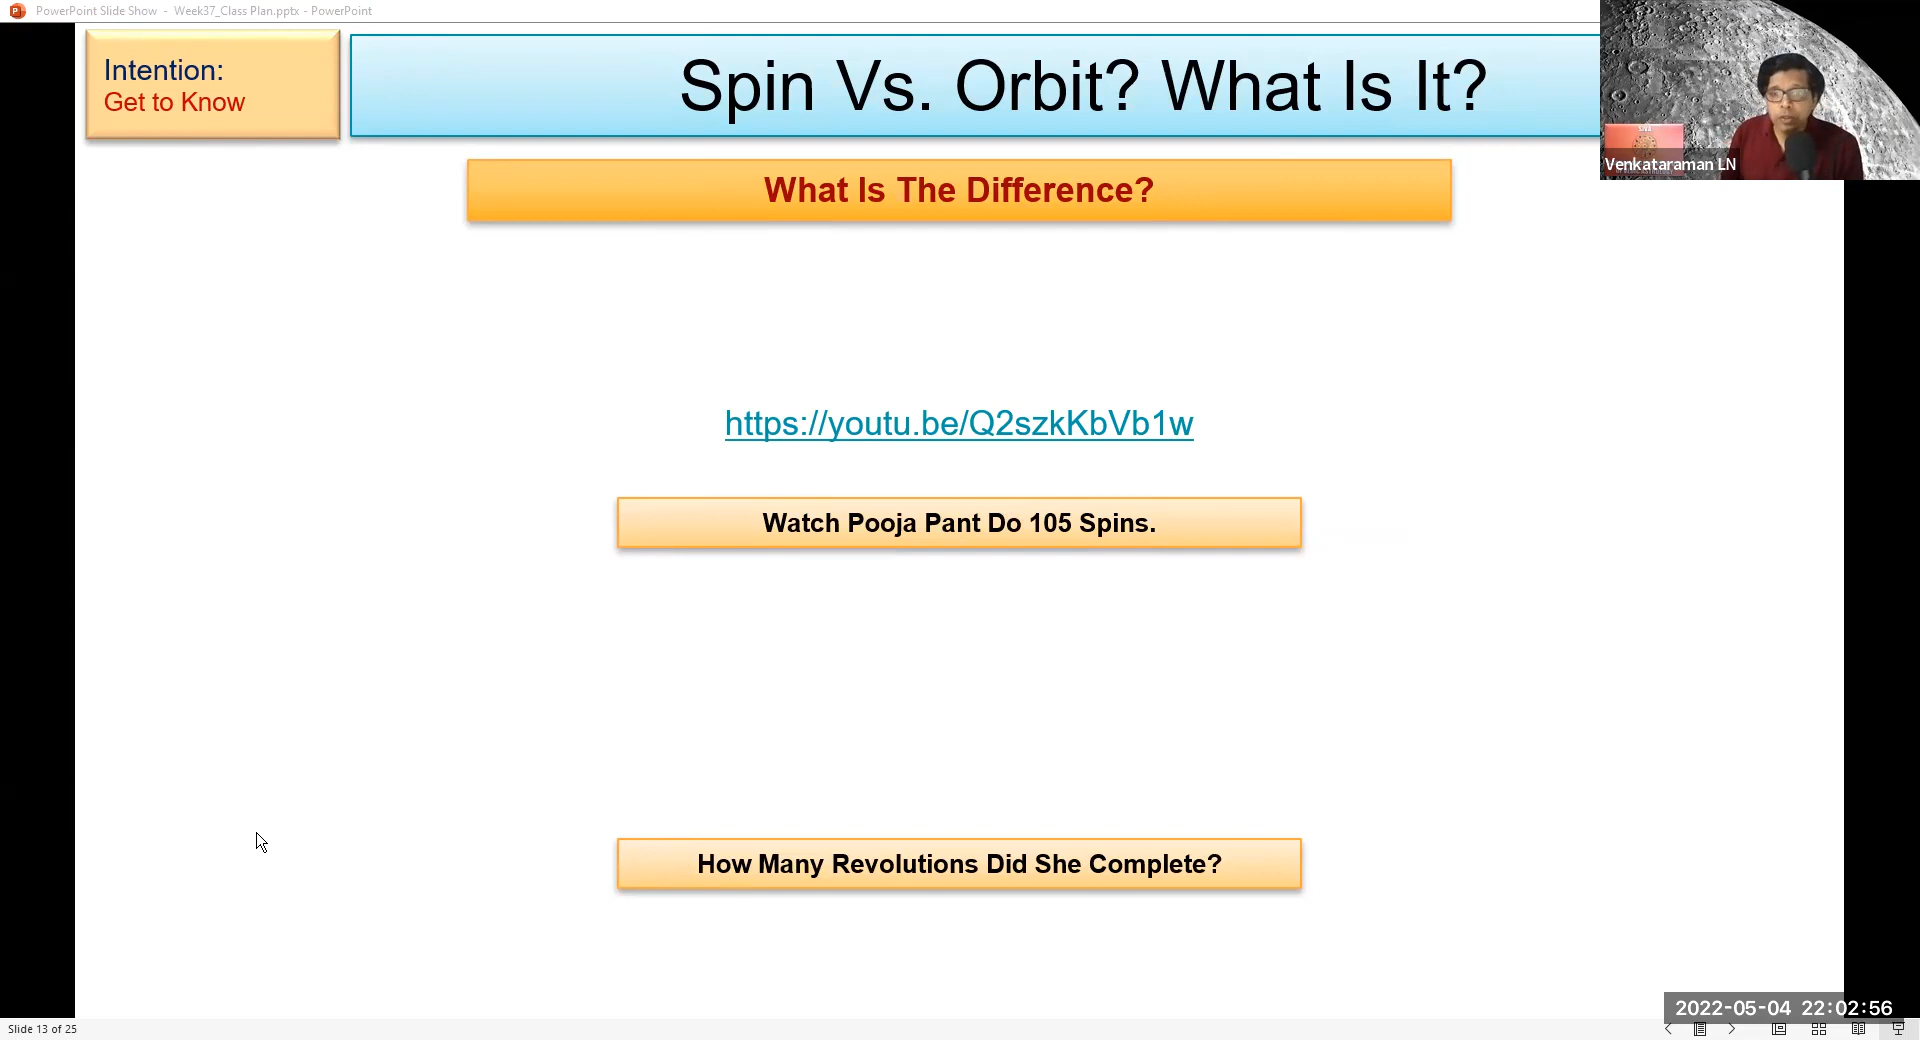 PowerPoint Slide Show - Week37_Class Plan.pptx - PowerPoint
Intention:
Get to Know
Spin Vs. Orbit? What Is It?
SIVA
Venkataraman LN
What Is The Difference?
https://youtu.be/Q2szkKbVb1w
Watch Pooja Pant Do 105 Spins.
How Many Revolutions Did She Complete?
2022-05-04 22:02:56
Slide 13 of 25